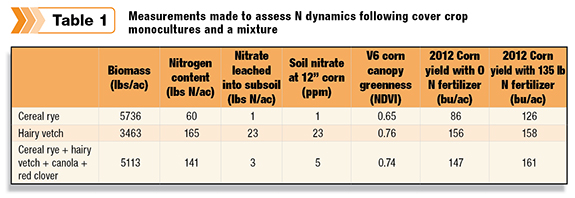 Table 1
Measurements made to assess N dynamics following cover crop
monocultures and a mixture
Biomass (lbs/ac) Nitrogen content (lbs N/ac) Nitrate leached into subsoil (lbs N/ac) Soil nitrate at 12" corn (ppm) V6 corn canopy greenness (NDVI) 2012 Corn yield with 0 N fertilizer (bu/ac) 2012 Corn yield with 135 lb N fertilizer (bu/ac)
Cereal rye 5736 60 1 1 0.65 86 126
Hairy vetch 3463 165 23 23 0.76 156 158
Cereal rye + hairy
vetch + canola + 5113 141 3 5 0.74 147 161
red clover